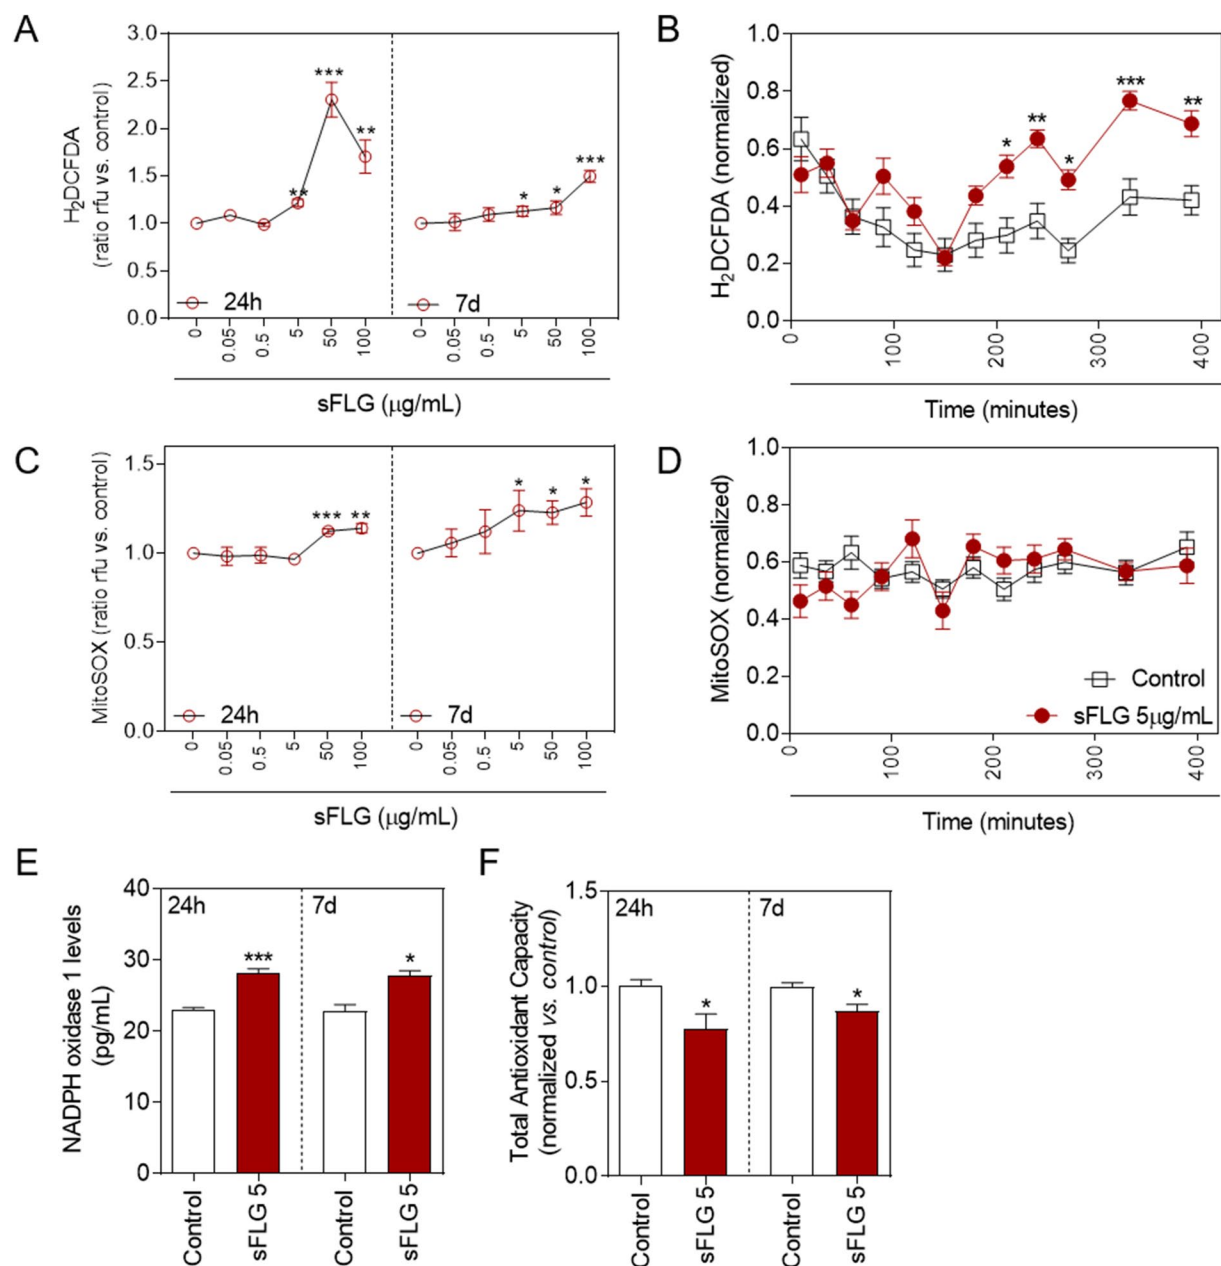 A
H₂DCFDA
(ratio rfu vs. control)
3.0
2.5
2.0
1.5
1.0
0.5
0.0
***
**
**
***
*
*
24h
7d
0
0.05
0.5
5
50
100
0
0.05
0.5
5
50
100
sFLG (μg/mL)
B
H₂DCFDA (normalized)
1.0
0.8
0.6
0.4
0.2
0.0
*
**
*
***
**
0
100
200
300
400
Time (minutes)
C
MitoSOX (ratio rfu vs. control)
1.5
1.0
0.5
0.0
***
**
*
*
*
24h
7d
0
0.05
0.5
5
50
100
0
0.05
0.5
5
50
100
sFLG (μg/mL)
D
MitoSOX (normalized)
1.0
0.8
0.6
0.4
0.2
0.0
Control
sFLG 5μg/mL
0
100
200
300
400
Time (minutes)
E
NADPH oxidase 1 levels
(pg/mL)
40
30
20
10
0
24h
7d
***
*
Control
sFLG 5
Control
sFLG 5
F
Total Antioxidant Capacity
(normalized vs. control)
1.5
1.0
0.5
0.0
24h
7d
*
*
Control
sFLG 5
Control
sFLG 5